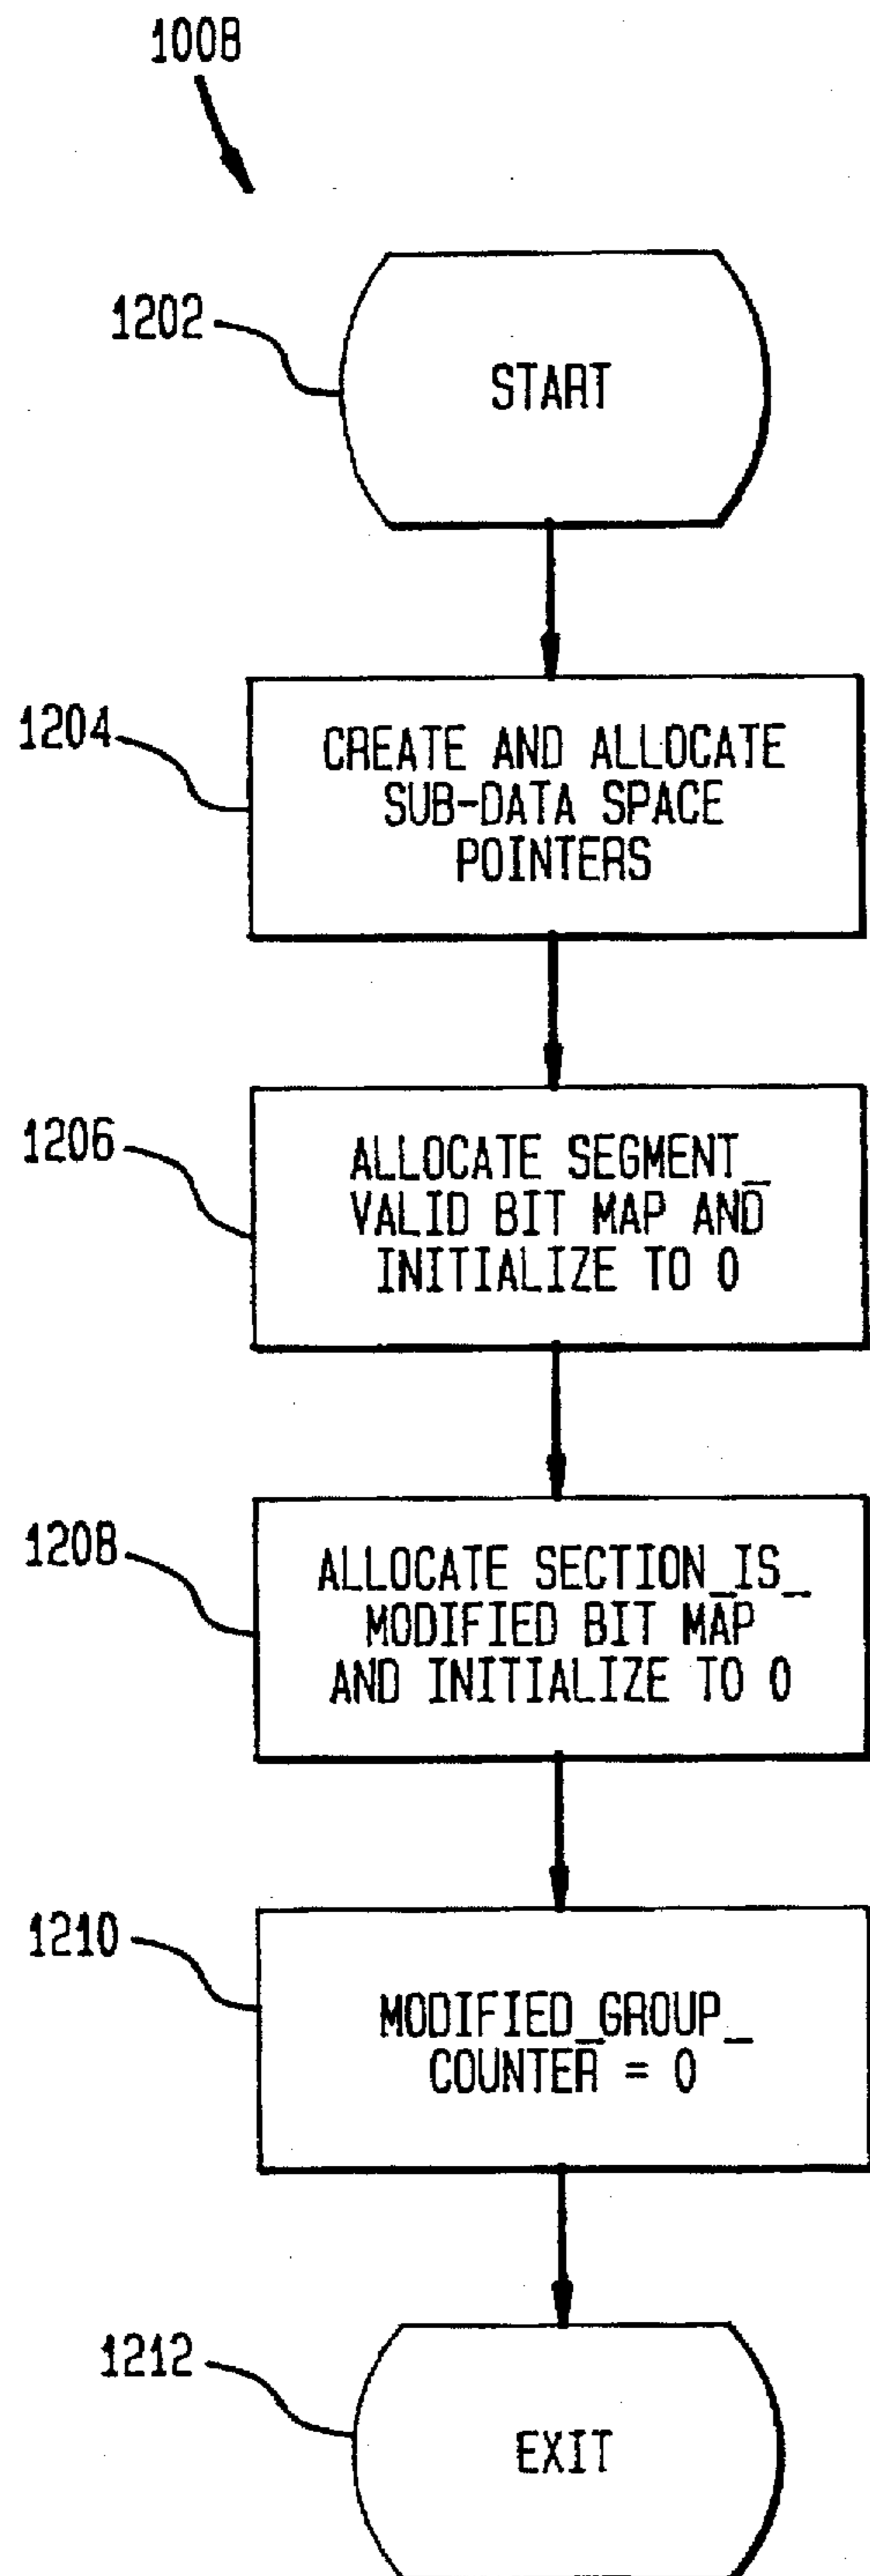 1008
1202
START
1204
CREATE AND ALLOCATE
SUB-DATA SPACE
POINTERS
1206
ALLOCATE SEGMENT_
VALID BIT MAP AND
INITIALIZE TO 0
1208
ALLOCATE SECTION_IS_
MODIFIED BIT MAP
AND INITIALIZE TO 0
1210
MODIFIED_GROUP_
COUNTER = 0
1212
EXIT